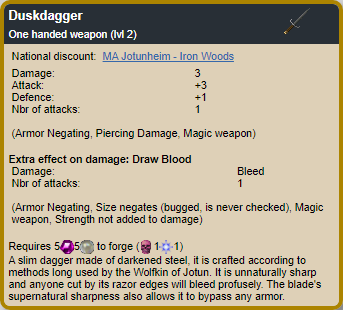 Duskdagger
One handed weapon (lvl 2)
National discount: MA Jotunheim - Iron Woods
Damage: 3
Attack: +3
Defence: +1
Nbr of attacks: 1
(Armor Negating, Piercing Damage, Magic weapon)
Extra effect on damage: Draw Blood
Damage: Bleed
Nbr of attacks: 1
(Armor Negating, Size negates (bugged, is never checked), Magic
weapon, Strength not added to damage)
Requires 5 5 to forge ( 1 1)
A slim dagger made of darkened steel, it is crafted according to
methods long used by the Wolfkin of Jotun. It is unnaturally sharp
and anyone cut by its razor edges will bleed profusely. The blade's
supernatural sharpness also allows it to bypass any armor.